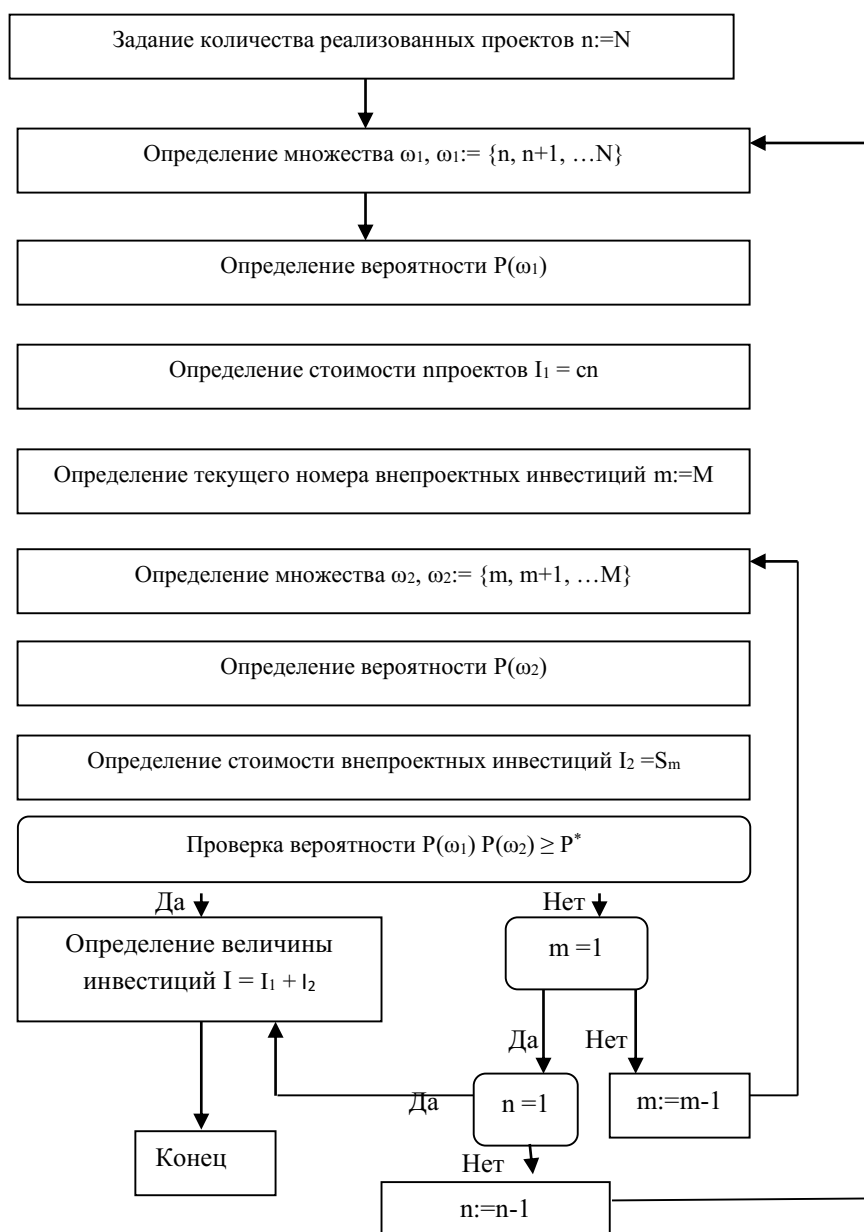 Задание количества реализованных проектов n:=N
Определение множества ω₁, ω₁:= {n, n+1, …N}
Определение вероятности P(ω₁)
Определение стоимости nпроектов I₁ = cn
Определение текущего номера внепроектных инвестиций m:=M
Определение множества ω₂, ω₂:= {m, m+1, …M}
Определение вероятности P(ω₂)
Определение стоимости внепроектных инвестиций I₂ =Sₘ
Проверка вероятности P(ω₁) P(ω₂) ≥ P*
Да
Нет
Определение величины
инвестиций I = I₁ + I₂
m =1
Да
Нет
Да
n =1
m:=m-1
Конец
Нет
n:=n-1